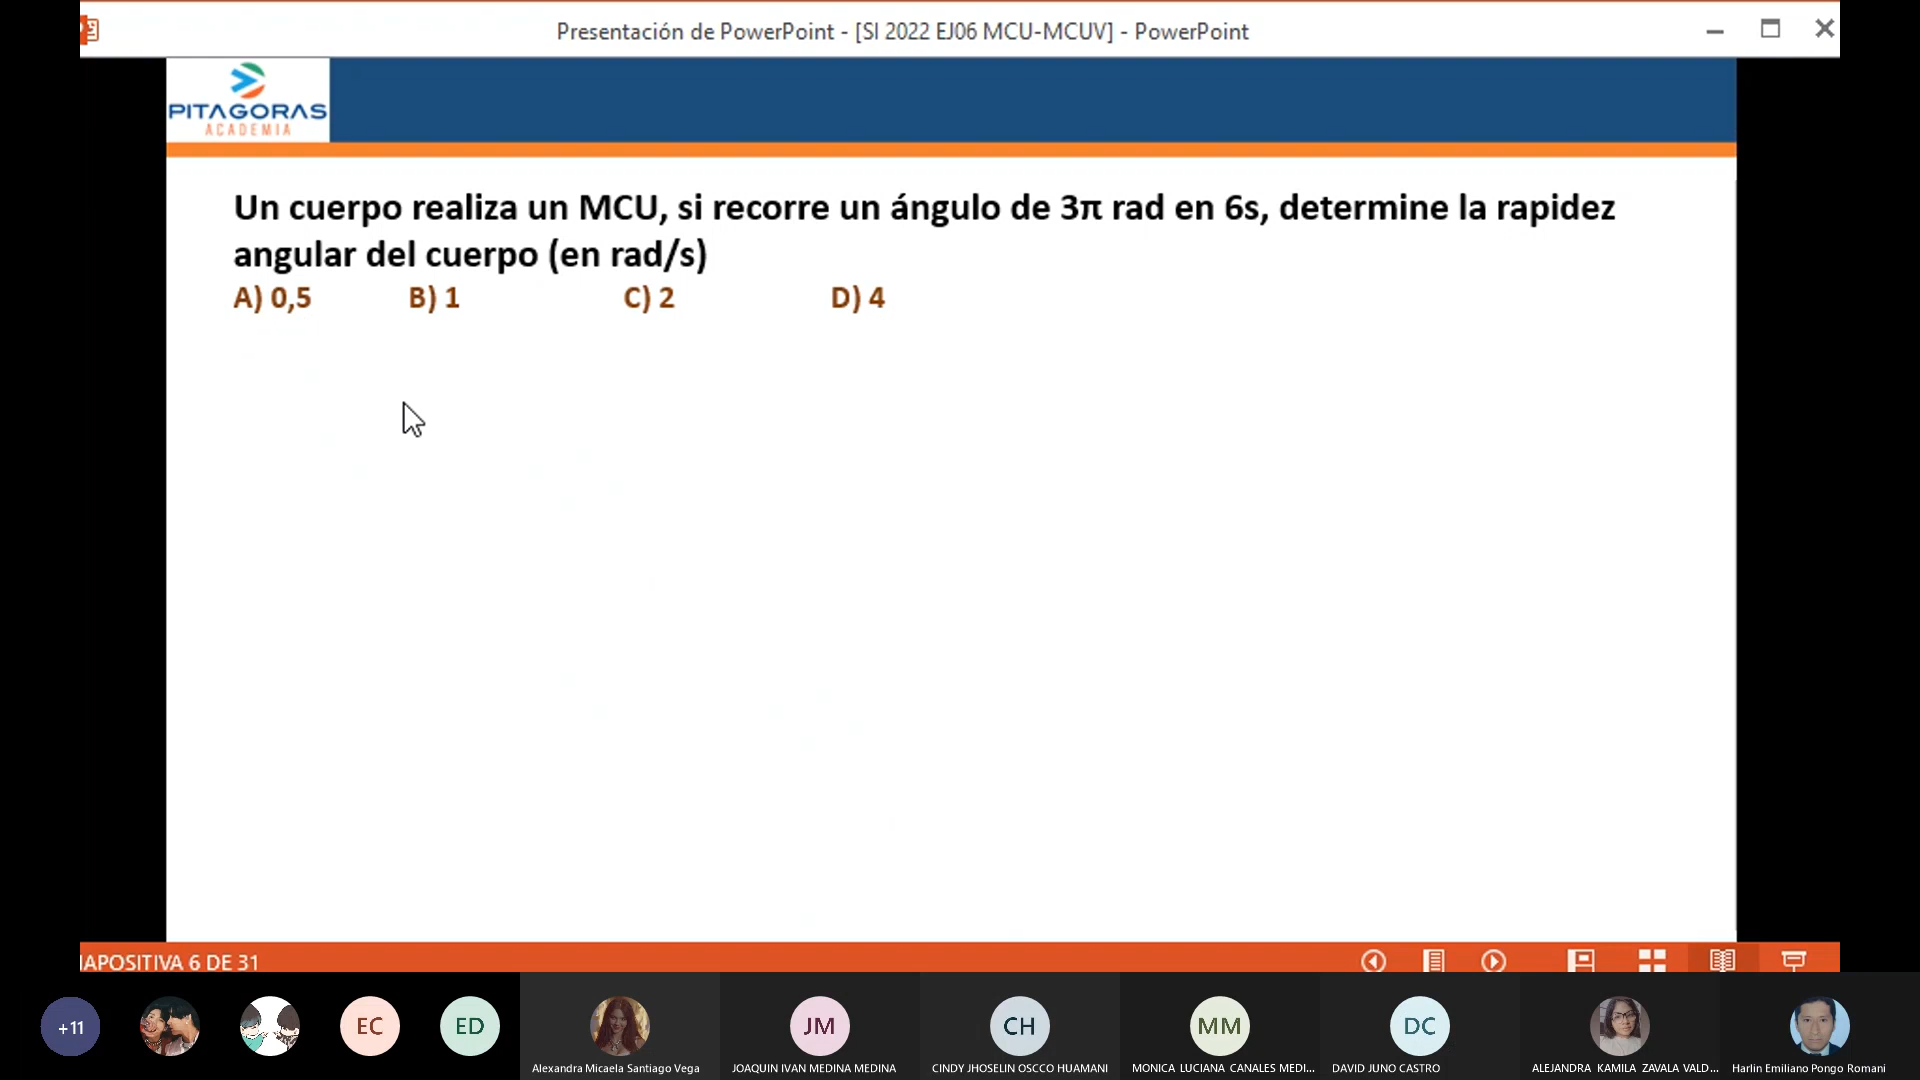 Presentación de PowerPoint - [SI 2022 EJ06 MCU-MCUV] - PowerPoint
PITAGORAS
ACADEMIA
Un cuerpo realiza un MCU, si recorre un ángulo de 3π rad en 6s, determine la rapidez
angular del cuerpo (en rad/s)
A) 0,5 B) 1 C) 2 D) 4
IAPOSITIVA 6 DE 31
+11 EC ED JM CH MM DC
Alexandra Micaela Santiago Vega JOAQUIN IVAN MEDINA MEDINA CINDY JHOSELIN OSCCO HUAMANI MONICA LUCIANA CANALES MEDI... DAVID JUNO CASTRO ALEJANDRA KAMILA ZAVALA VALD... Harlin Emiliano Pongo Romani